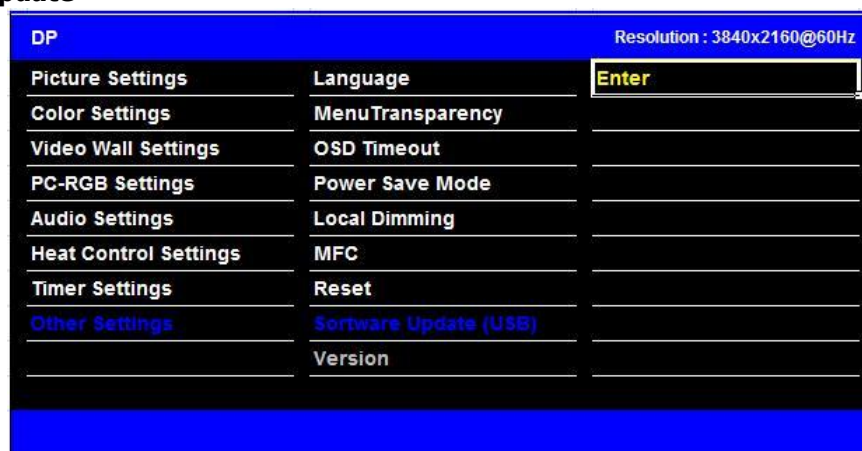 DP Resolution : 3840x2160@60Hz
Picture Settings Language Enter
Color Settings MenuTransparency
Video Wall Settings OSD Timeout
PC-RGB Settings Power Save Mode
Audio Settings Local Dimming
Heat Control Settings MFC
Timer Settings Reset
Other Settings Sortware Update (USB)
Version